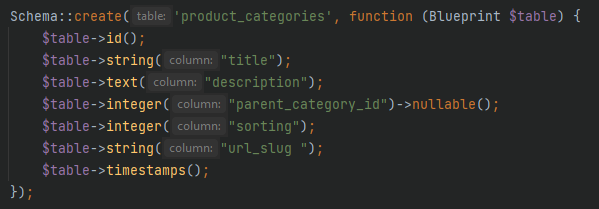 Schema::create( table: 'product_categories', function (Blueprint $table) {
    $table->id();
    $table->string( column: "title");
    $table->text( column: "description");
    $table->integer( column: "parent_category_id")->nullable();
    $table->integer( column: "sorting");
    $table->string( column: "url_slug ");
    $table->timestamps();
});